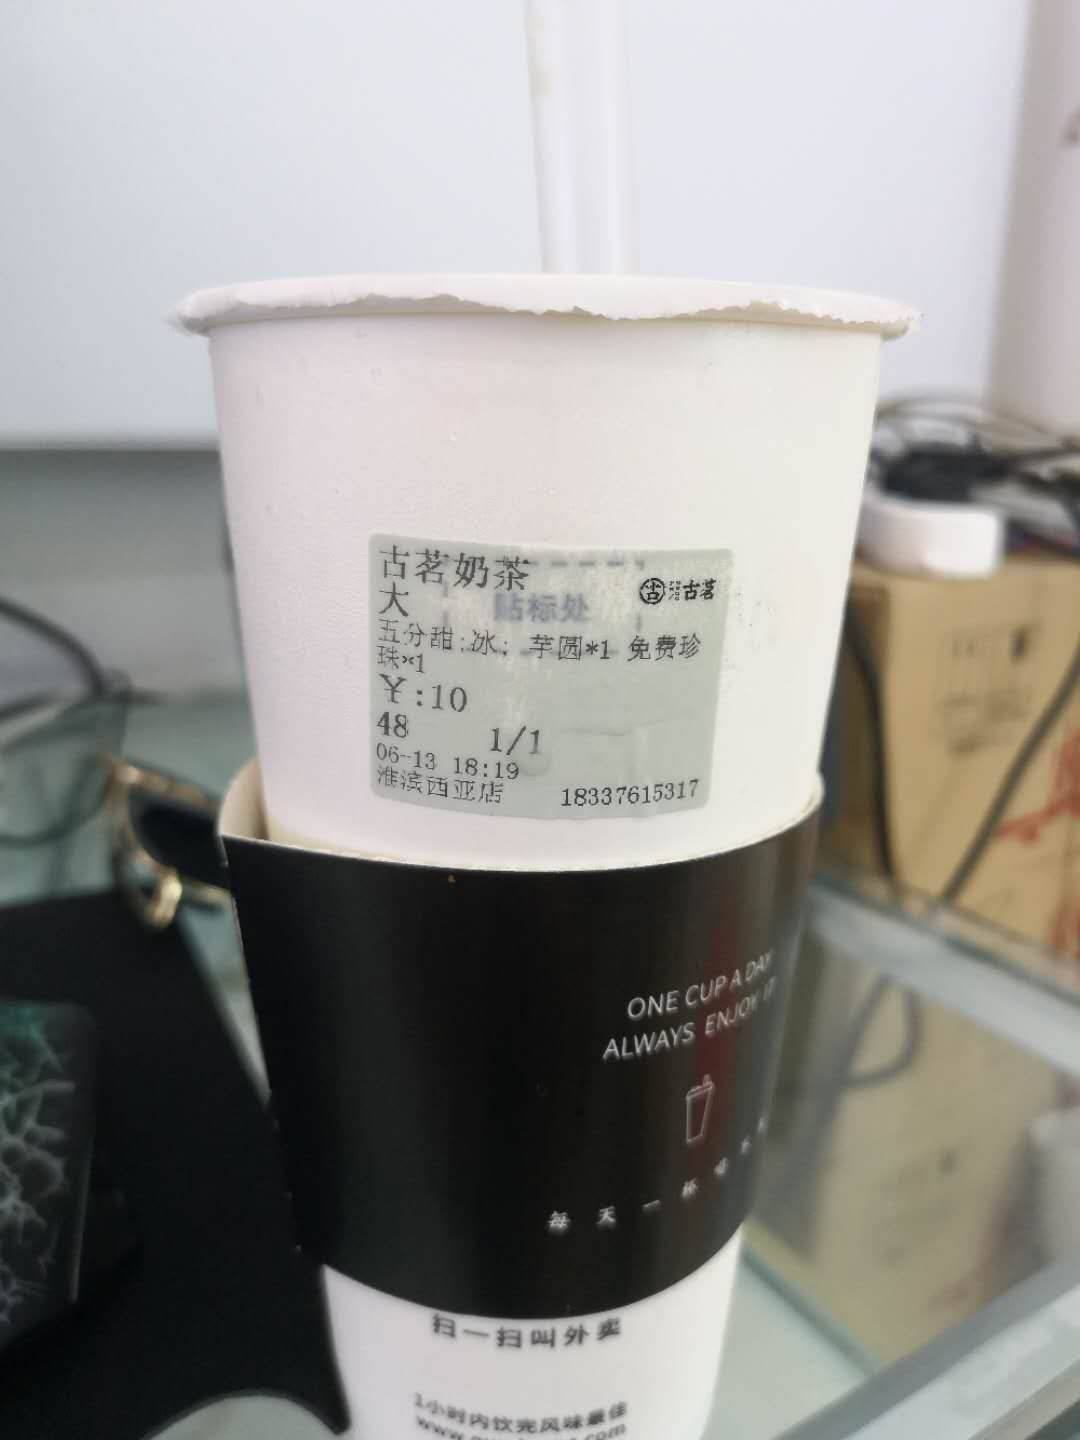 古茗奶茶
古茗
大
贴标处
五分甜;冰; 芋圆*1 免费珍
珠*1
￥:10
48 1/1
06-13 18:19
淮滨西亚店 18337615317
ONE CUP A DAY
ALWAYS ENJOY IT
每天一杯喝
扫一扫叫外卖
1小时内饮完风味最佳